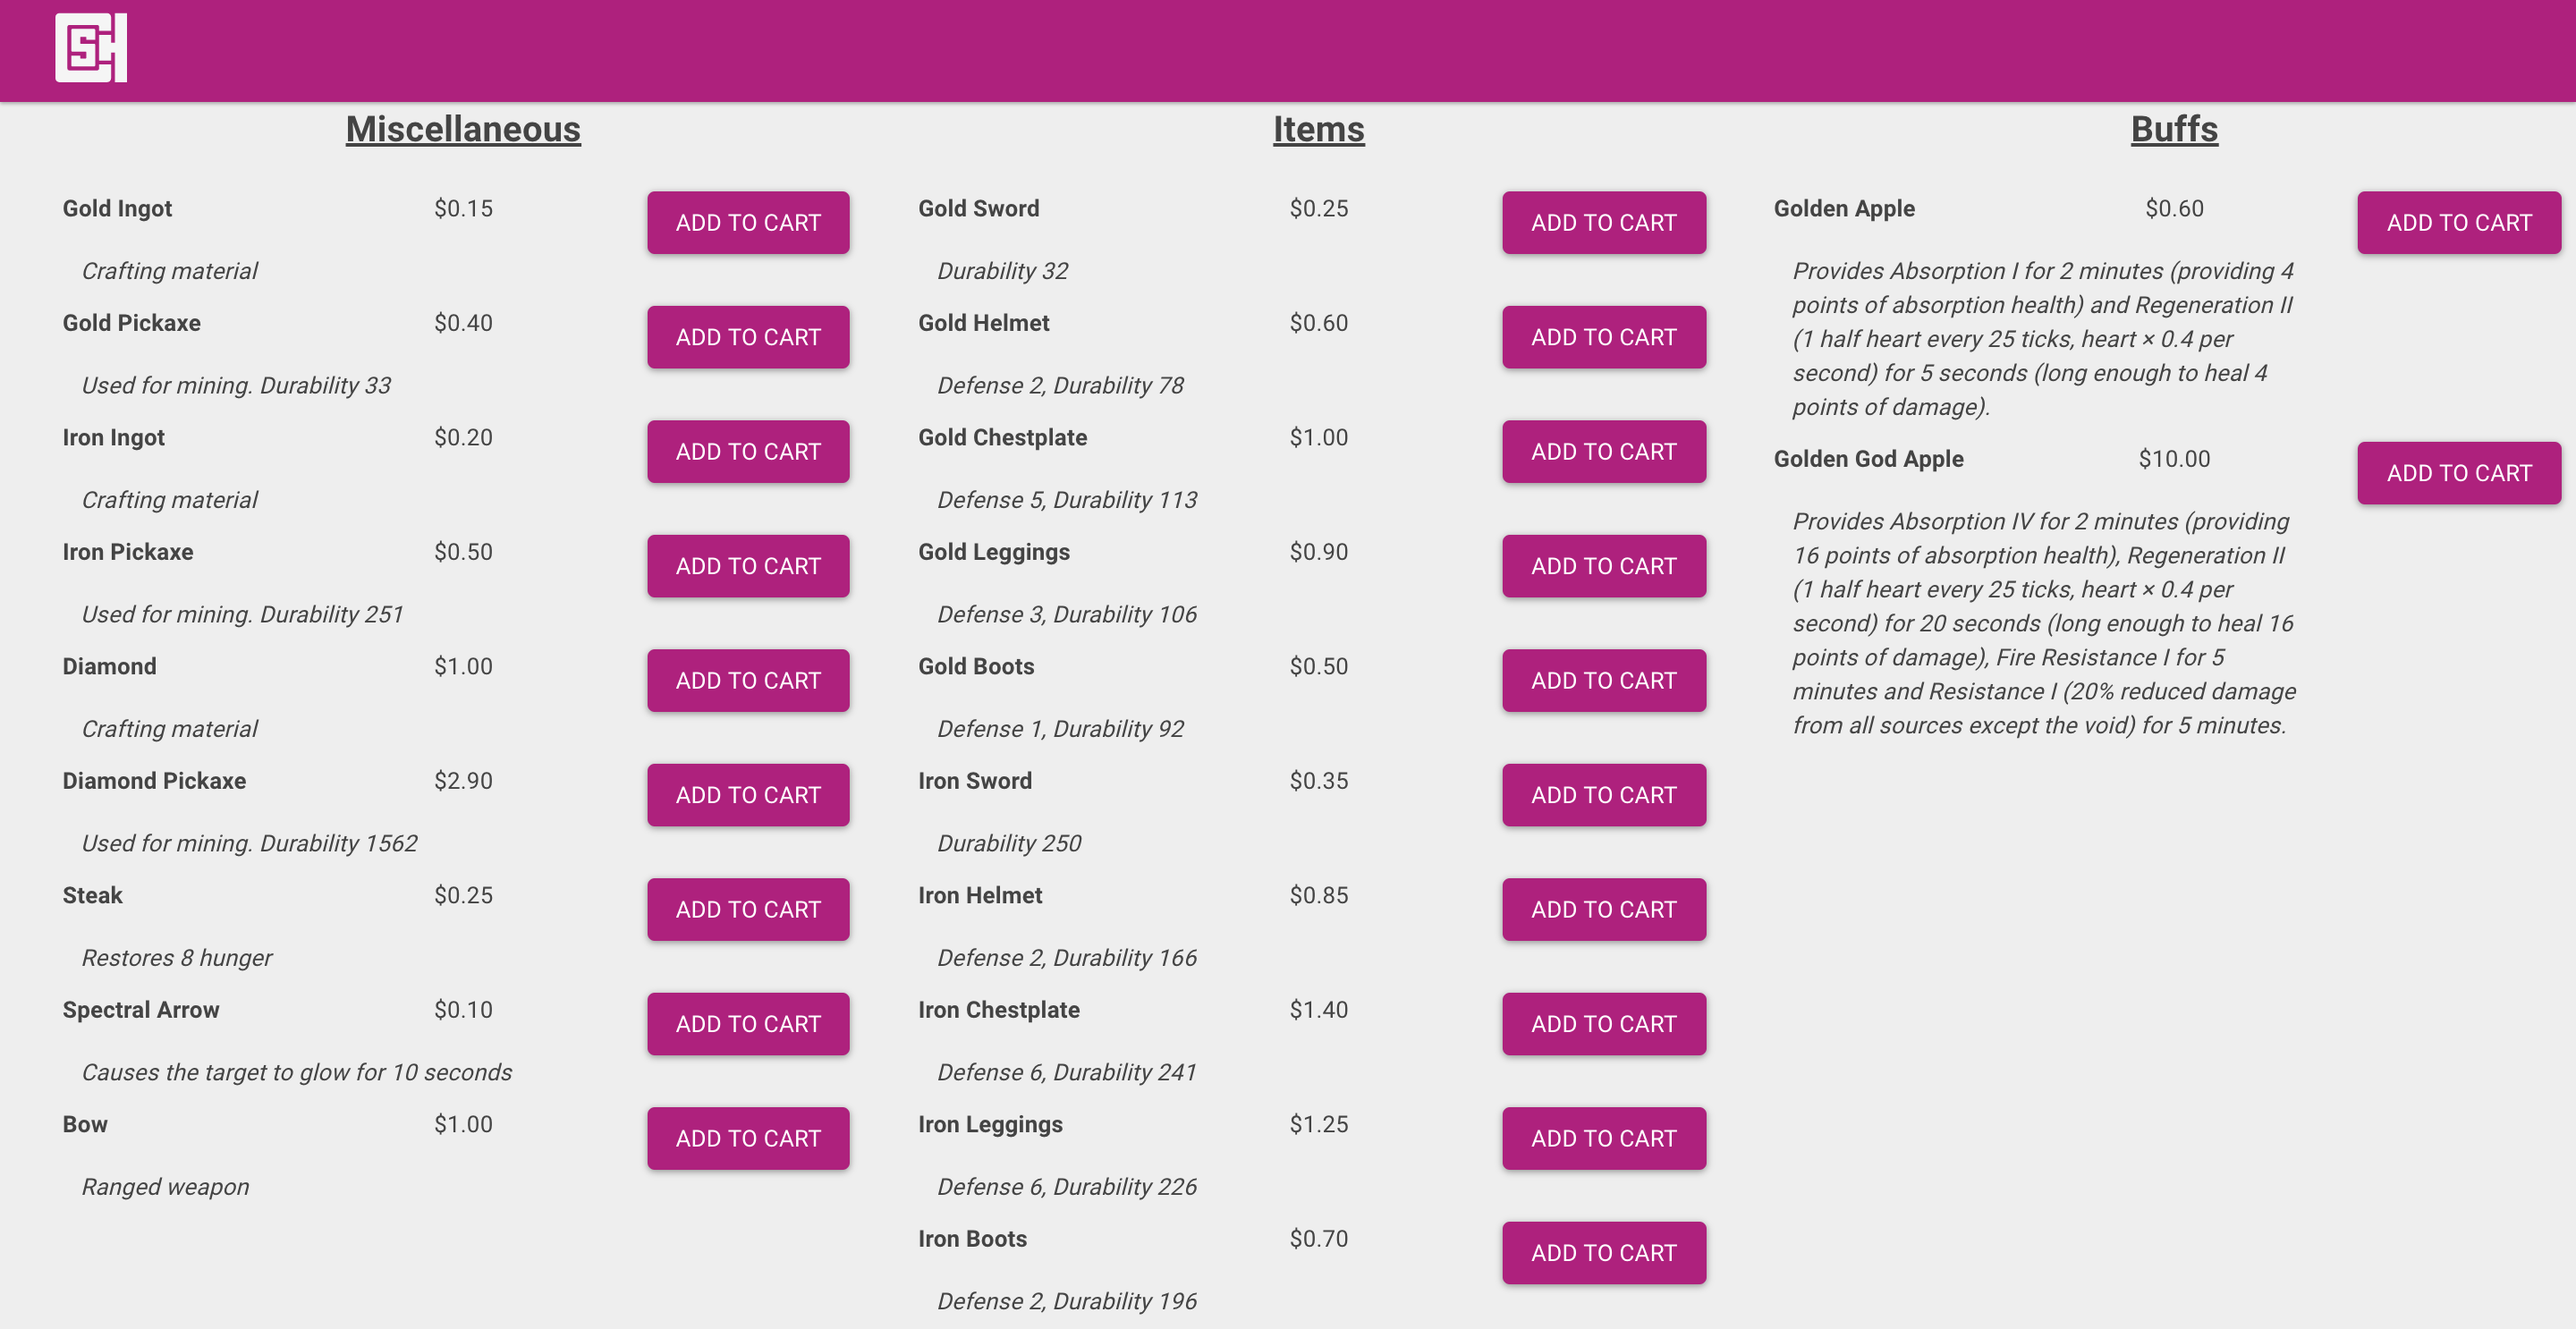 CSH
Miscellaneous
Gold Ingot $0.15 ADD TO CART
Crafting material
Gold Pickaxe $0.40 ADD TO CART
Used for mining. Durability 33
Iron Ingot $0.20 ADD TO CART
Crafting material
Iron Pickaxe $0.50 ADD TO CART
Used for mining. Durability 251
Diamond $1.00 ADD TO CART
Crafting material
Diamond Pickaxe $2.90 ADD TO CART
Used for mining. Durability 1562
Steak $0.25 ADD TO CART
Restores 8 hunger
Spectral Arrow $0.10 ADD TO CART
Causes the target to glow for 10 seconds
Bow $1.00 ADD TO CART
Ranged weapon
Items
Gold Sword $0.25 ADD TO CART
Durability 32
Gold Helmet $0.60 ADD TO CART
Defense 2, Durability 78
Gold Chestplate $1.00 ADD TO CART
Defense 5, Durability 113
Gold Leggings $0.90 ADD TO CART
Defense 3, Durability 106
Gold Boots $0.50 ADD TO CART
Defense 1, Durability 92
Iron Sword $0.35 ADD TO CART
Durability 250
Iron Helmet $0.85 ADD TO CART
Defense 2, Durability 166
Iron Chestplate $1.40 ADD TO CART
Defense 6, Durability 241
Iron Leggings $1.25 ADD TO CART
Defense 6, Durability 226
Iron Boots $0.70 ADD TO CART
Defense 2, Durability 196
Buffs
Golden Apple $0.60 ADD TO CART
Provides Absorption I for 2 minutes (providing 4
points of absorption health) and Regeneration II
(1 half heart every 25 ticks, heart × 0.4 per
second) for 5 seconds (long enough to heal 4
points of damage).
Golden God Apple $10.00 ADD TO CART
Provides Absorption IV for 2 minutes (providing
16 points of absorption health), Regeneration II
(1 half heart every 25 ticks, heart × 0.4 per
second) for 20 seconds (long enough to heal 16
points of damage), Fire Resistance I for 5
minutes and Resistance I (20% reduced damage
from all sources except the void) for 5 minutes.